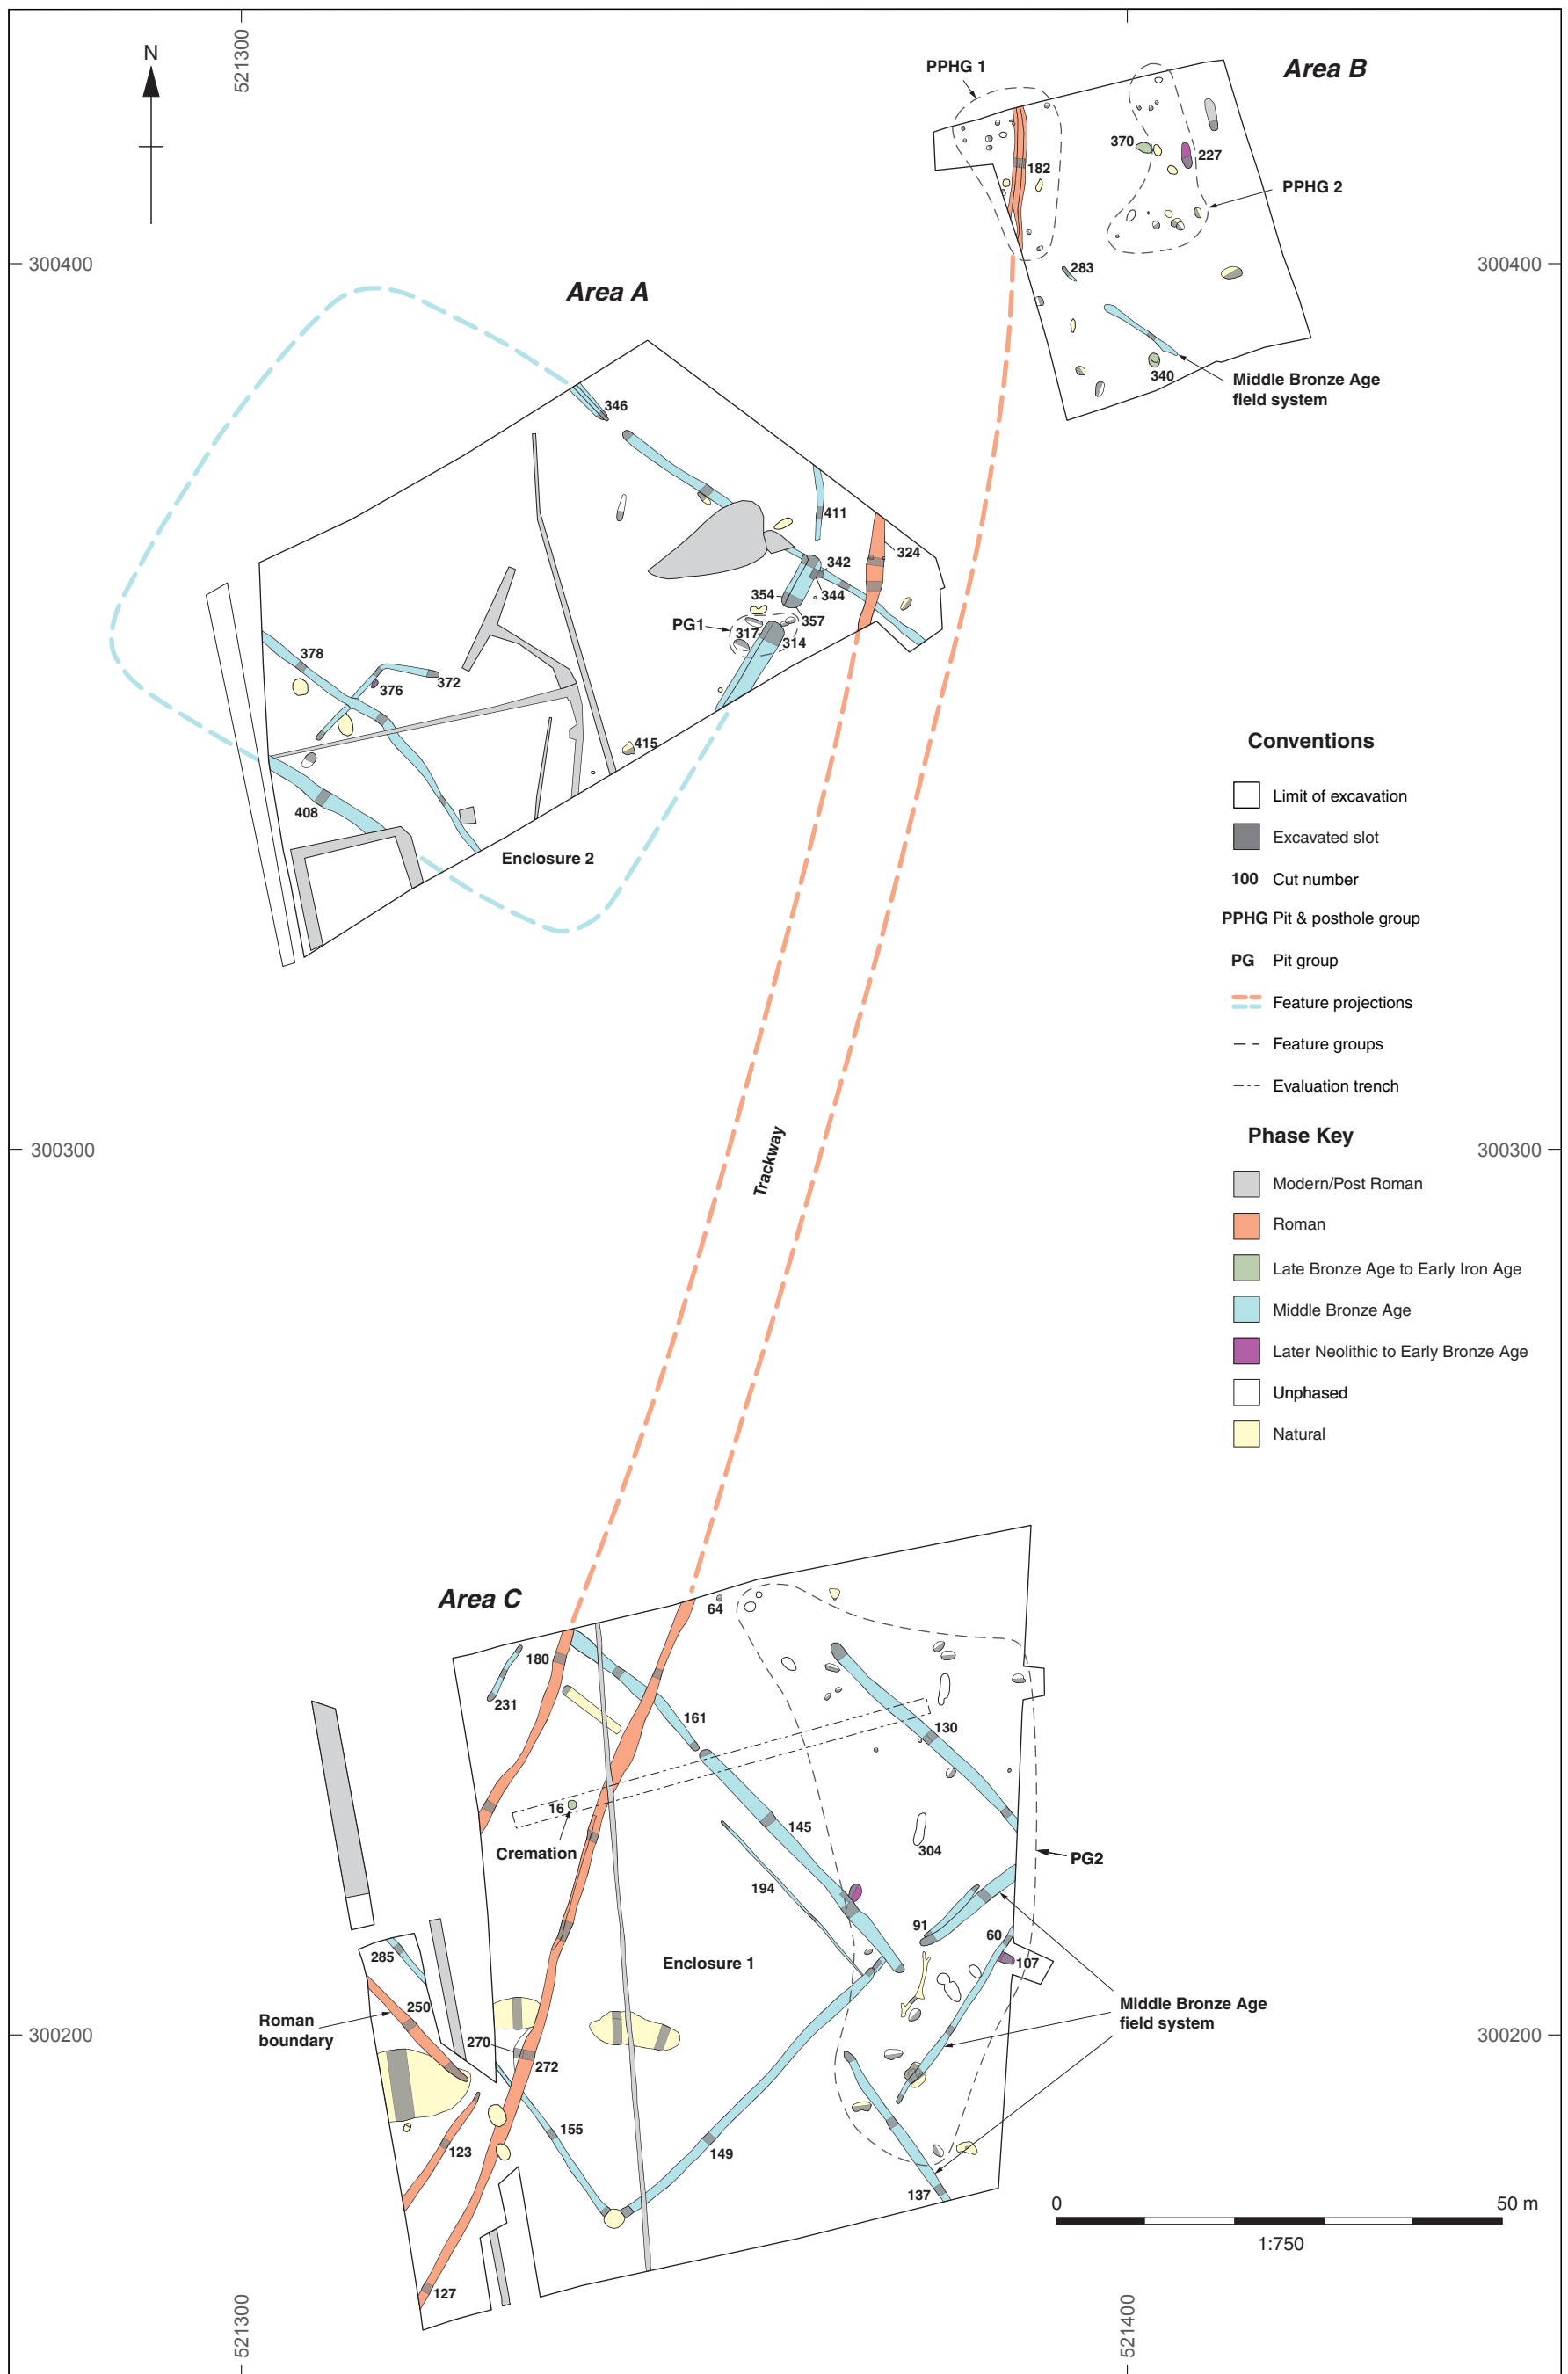 N
521300
Area B
PPHG 1
370
227
182
PPHG 2
300400
300400
283
Area A
340
Middle Bronze Age
field system
346
411
324
342
354
344
357
PG1
317
314
378
376
372
415
408
Enclosure 2
Conventions
Limit of excavation
Excavated slot
100 Cut number
PPHG Pit & posthole group
PG Pit group
Feature projections
Feature groups
Evaluation trench
Phase Key
Modern/Post Roman
Roman
Late Bronze Age to Early Iron Age
Middle Bronze Age
Later Neolithic to Early Bronze Age
Unphased
Natural
300300
300300
Trackway
Area C
64
180
231
161
130
16
145
Cremation
304
PG2
194
91
60
107
285
Enclosure 1
250
Roman
boundary
Middle Bronze Age
field system
300200
300200
270
272
155
123
149
137
127
0 50 m
1:750
521300
521400